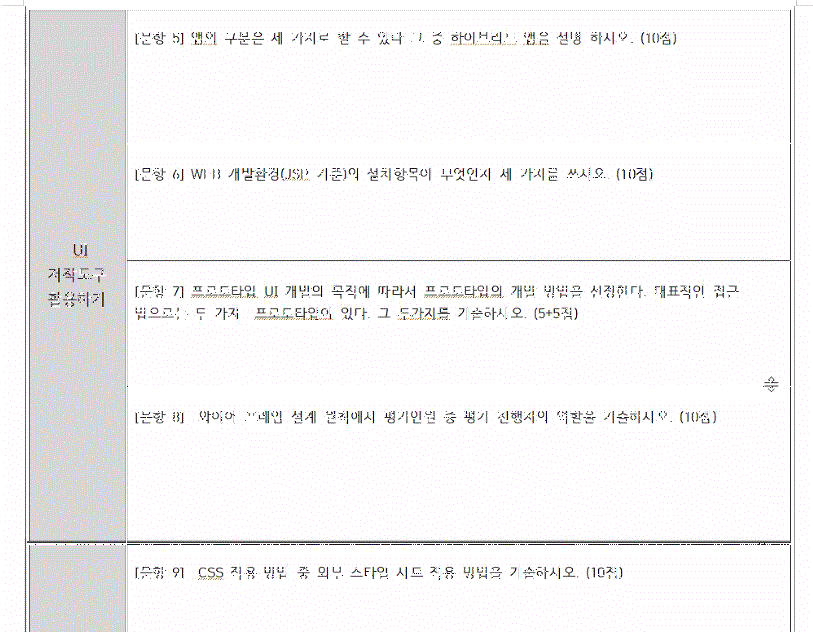 [문항 5] 앱의 구분은 세 가지로 할 수 있다 그 중 하이브리드 앱을 설명 하시오. (10점)
[문항 6] WEB 개발환경(JSP 기준)의 설치항목이 무엇인지 세 가지를 쓰시오. (10점)
UI
제작도구
활용하기
[문항 7] 프로토타입 UI 개발의 목적에 따라서 프로토타입의 개발 방법을 선정한다. 대표적인 접근
법으로는 두 가지 프로토타입이 있다. 그 두가지를 기술하시오. (5+5점)
[문항 8] 와이어 프레임 설계 원칙에서 평가인원 중 평가 진행자의 역할을 기술하시오. (10점)
[문항 9] CSS 적용 방법 중 외부 스타일 시트 적용 방법을 기술하시오. (10점)